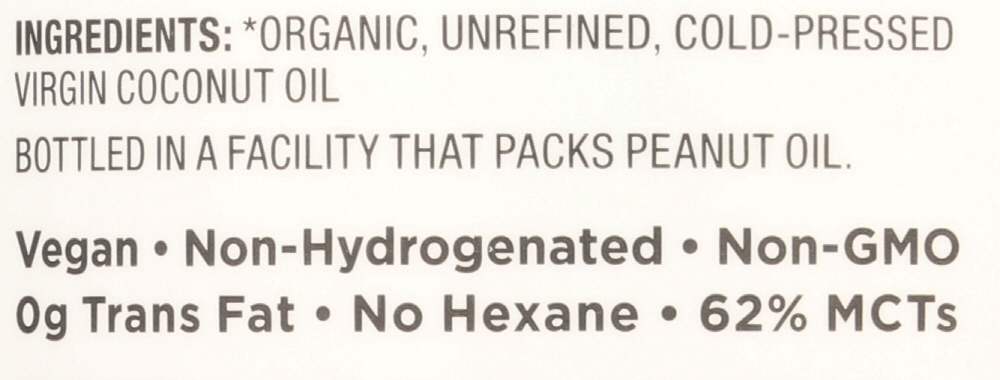 INGREDIENTS: *ORGANIC, UNREFINED, COLD-PRESSED
VIRGIN COCONUT OIL
BOTTLED IN A FACILITY THAT PACKS PEANUT OIL.
Vegan • Non-Hydrogenated • Non-GMO
0g Trans Fat • No Hexane • 62% MCTs